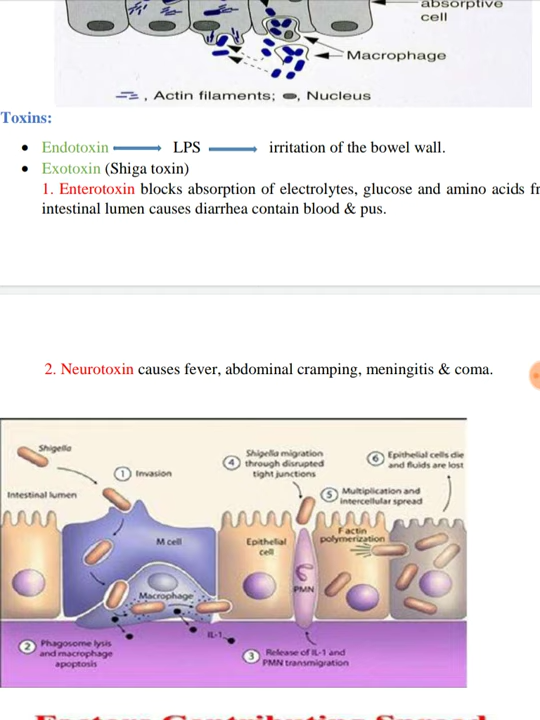 absorptive
cell
Macrophage
, Actin filaments; , Nucleus
Toxins:
Endotoxin LPS irritation of the bowel wall.
Exotoxin (Shiga toxin)
1. Enterotoxin blocks absorption of electrolytes, glucose and amino acids fr
intestinal lumen causes diarrhea contain blood & pus.
2. Neurotoxin causes fever, abdominal cramping, meningitis & coma.
Shigella
1 Invasion
Intestinal lumen
4 Shigella migration
through disrupted
tight junctions
6 Epithelial cells die
and fluids are lost
5 Multiplication and
intercellular spread
M cell
Epithelial
cell
F actin
polymerization
Macrophage
PMN
IL-1
2 Phagosome lysis
and macrophage
apoptosis
3 Release of IL-1 and
PMN transmigration